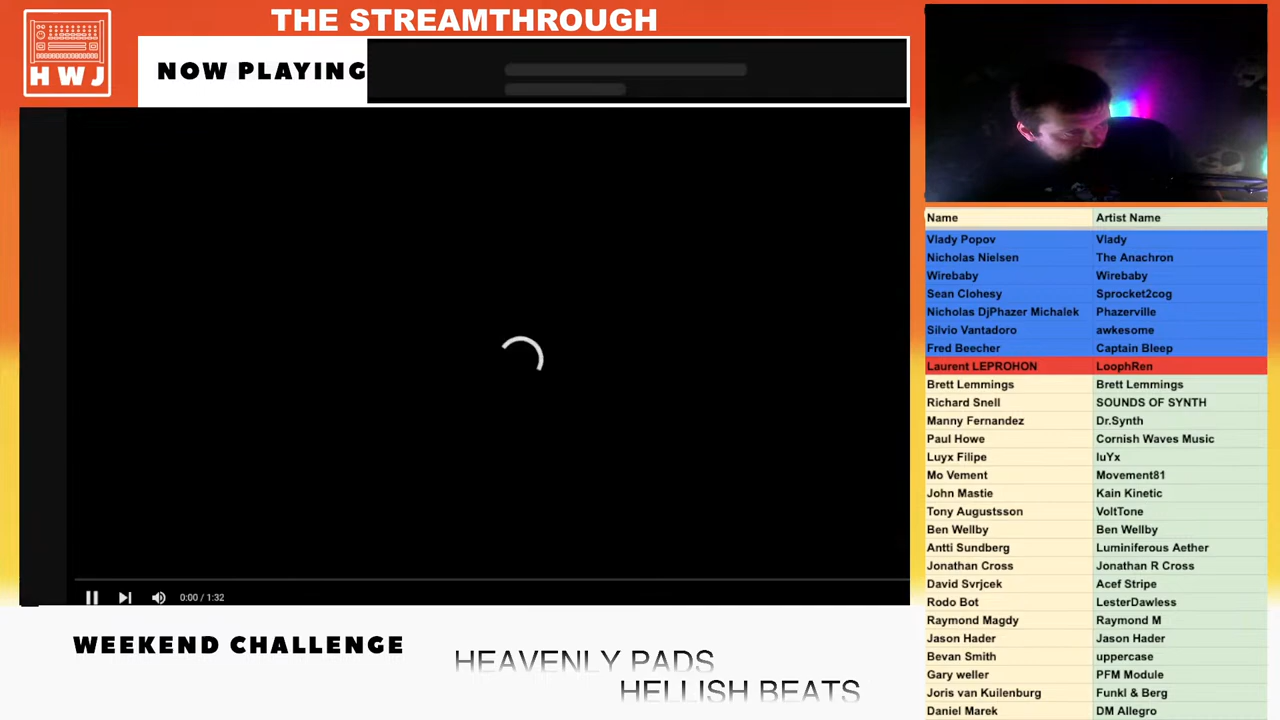 THE STREAMTHROUGH
HWJ
NOW PLAYING
0:00 / 1:32
WEEKEND CHALLENGE
HEAVENLY PADS
HELLISH BEATS
Name Artist Name
Vlady Popov Vlady
Nicholas Nielsen The Anachron
Wirebaby Wirebaby
Sean Clohesy Sprocket2cog
Nicholas DjPhazer Michalek Phazerville
Silvio Vantadoro awkesome
Fred Beecher Captain Bleep
Laurent LEPROHON LoophRen
Brett Lemmings Brett Lemmings
Richard Snell SOUNDS OF SYNTH
Manny Fernandez Dr.Synth
Paul Howe Cornish Waves Music
Luyx Filipe luYx
Mo Vement Movement81
John Mastie Kain Kinetic
Tony Augustsson VoltTone
Ben Wellby Ben Wellby
Antti Sundberg Luminiferous Aether
Jonathan Cross Jonathan R Cross
David Svrjcek Acef Stripe
Rodo Bot LesterDawless
Raymond Magdy Raymond M
Jason Hader Jason Hader
Bevan Smith uppercase
Gary weller PFM Module
Joris van Kuilenburg Funkl & Berg
Daniel Marek DM Allegro